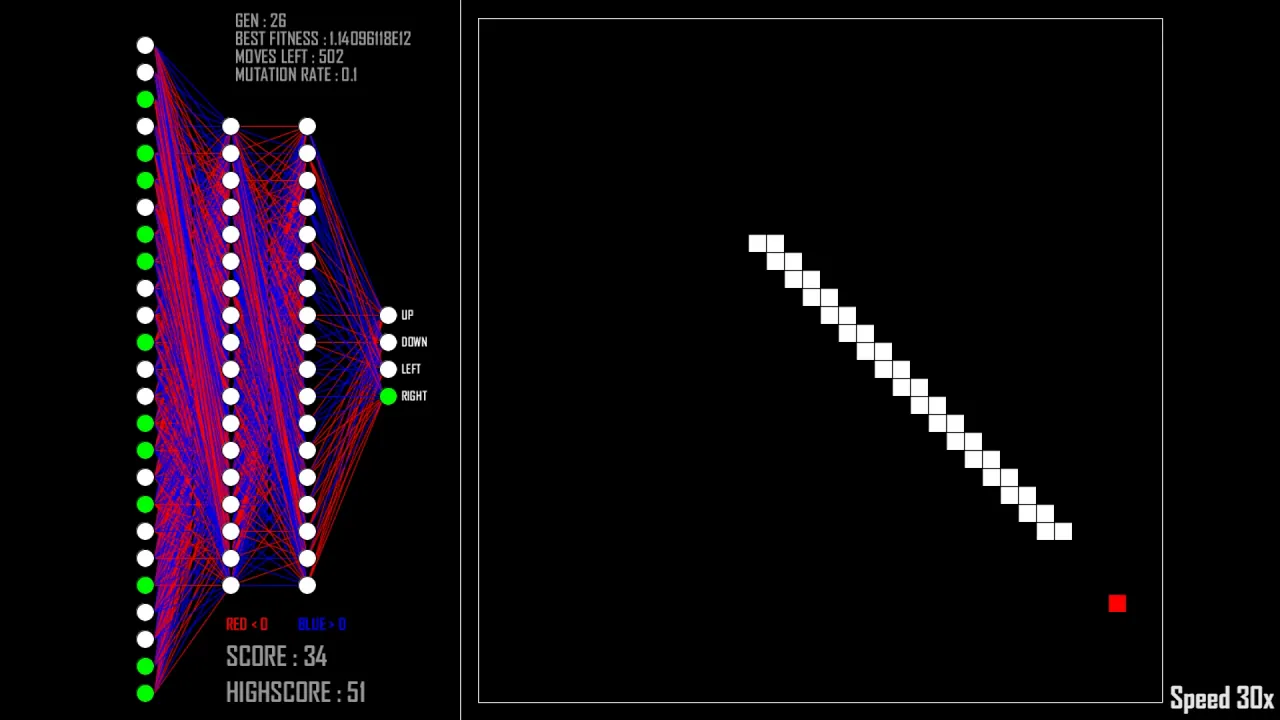 GEN : 26
BEST FITNESS : 1.14096118E12
MOVES LEFT : 502
MUTATION RATE : 0.1
UP
DOWN
LEFT
RIGHT
RED < 0 BLUE > 0
SCORE : 34
HIGHSCORE : 51
Speed 30x